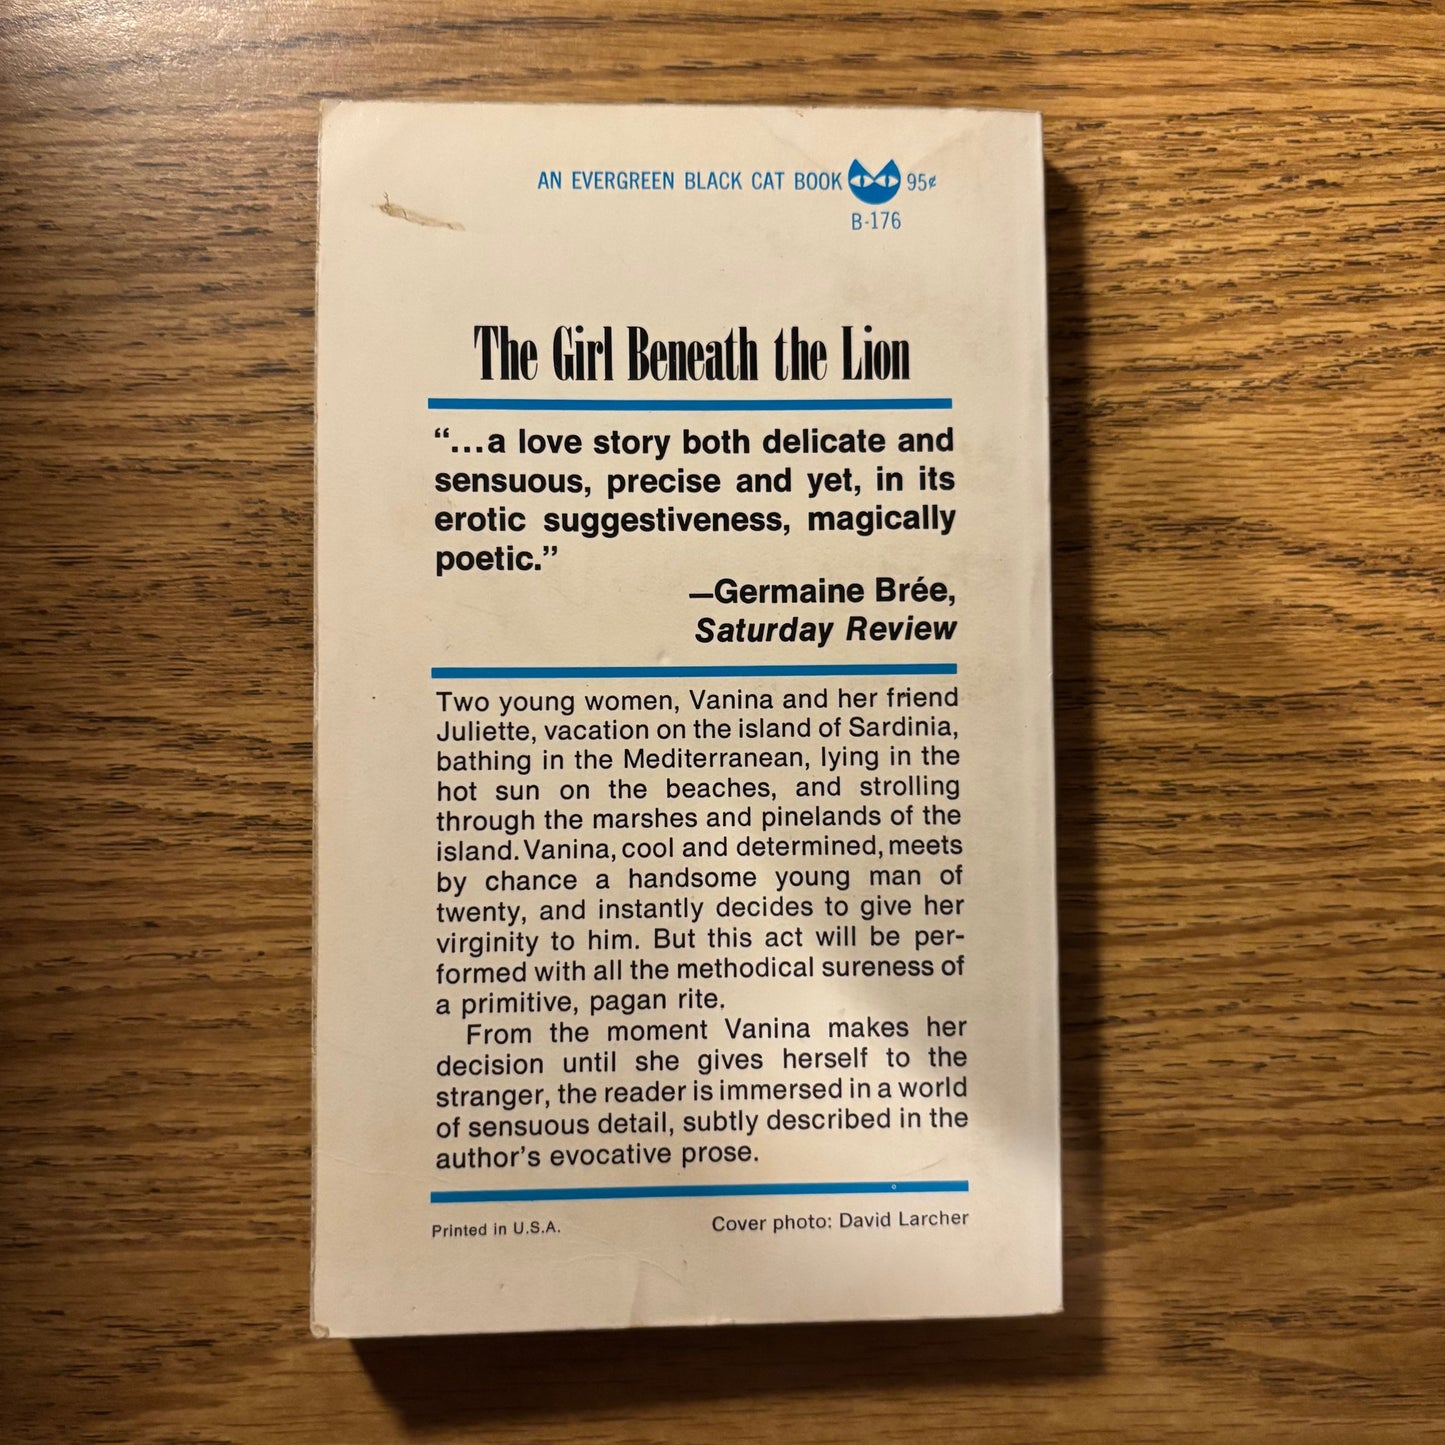 AN EVERGREEN BLACK CAT BOOK 95¢
B-176
The Girl Beneath the Lion
“...a love story both delicate and
sensuous, precise and yet, in its
erotic suggestiveness, magically
poetic.”
—Germaine Brée,
Saturday Review
Two young women, Vanina and her friend
Juliette, vacation on the island of Sardinia,
bathing in the Mediterranean, lying in the
hot sun on the beaches, and strolling
through the marshes and pinelands of the
island. Vanina, cool and determined, meets
by chance a handsome young man of
twenty, and instantly decides to give her
virginity to him. But this act will be per-
formed with all the methodical sureness of
a primitive, pagan rite.
From the moment Vanina makes her
decision until she gives herself to the
stranger, the reader is immersed in a world
of sensuous detail, subtly described in the
author's evocative prose.
Printed in U.S.A. Cover photo: David Larcher